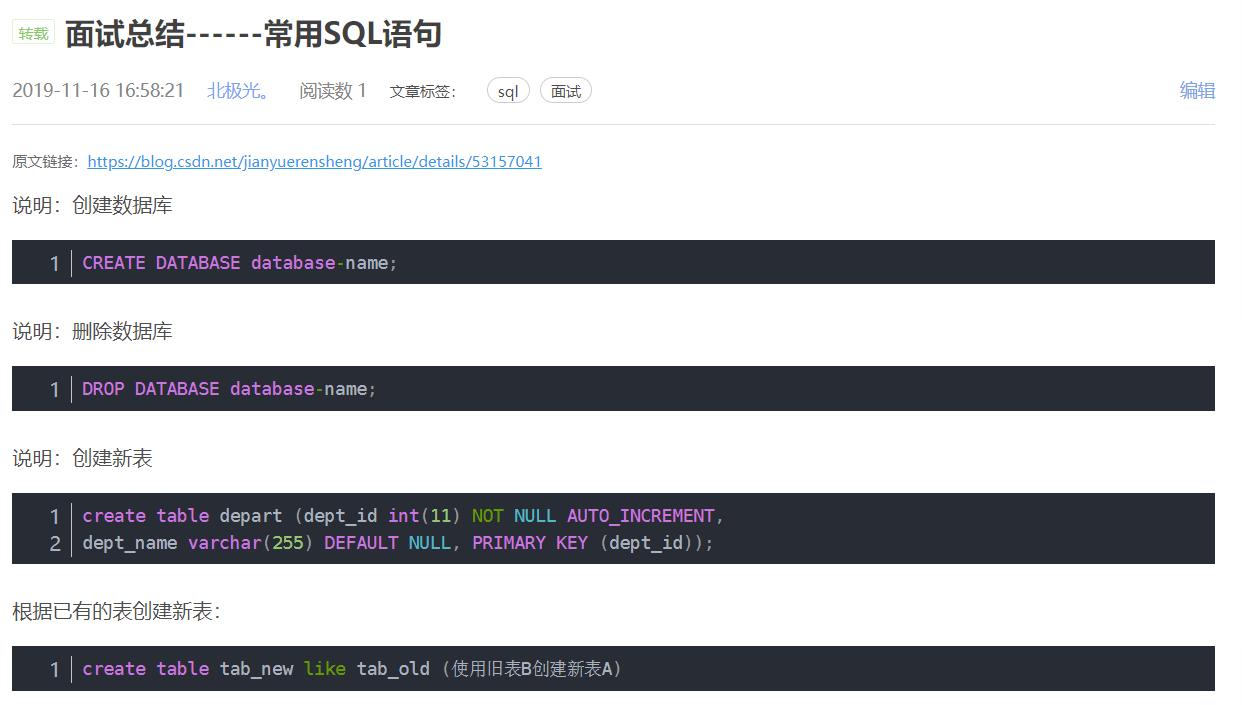 转载 面试总结------常用SQL语句
2019-11-16 16:58:21 北极光。 阅读数 1 文章标签： sql 面试 编辑
原文链接：https://blog.csdn.net/jianyuerensheng/article/details/53157041
说明：创建数据库
1 CREATE DATABASE database-name;
说明：删除数据库
1 DROP DATABASE database-name;
说明：创建新表
1 create table depart (dept_id int(11) NOT NULL AUTO_INCREMENT,
2 dept_name varchar(255) DEFAULT NULL, PRIMARY KEY (dept_id));
根据已有的表创建新表：
1 create table tab_new like tab_old (使用旧表B创建新表A)